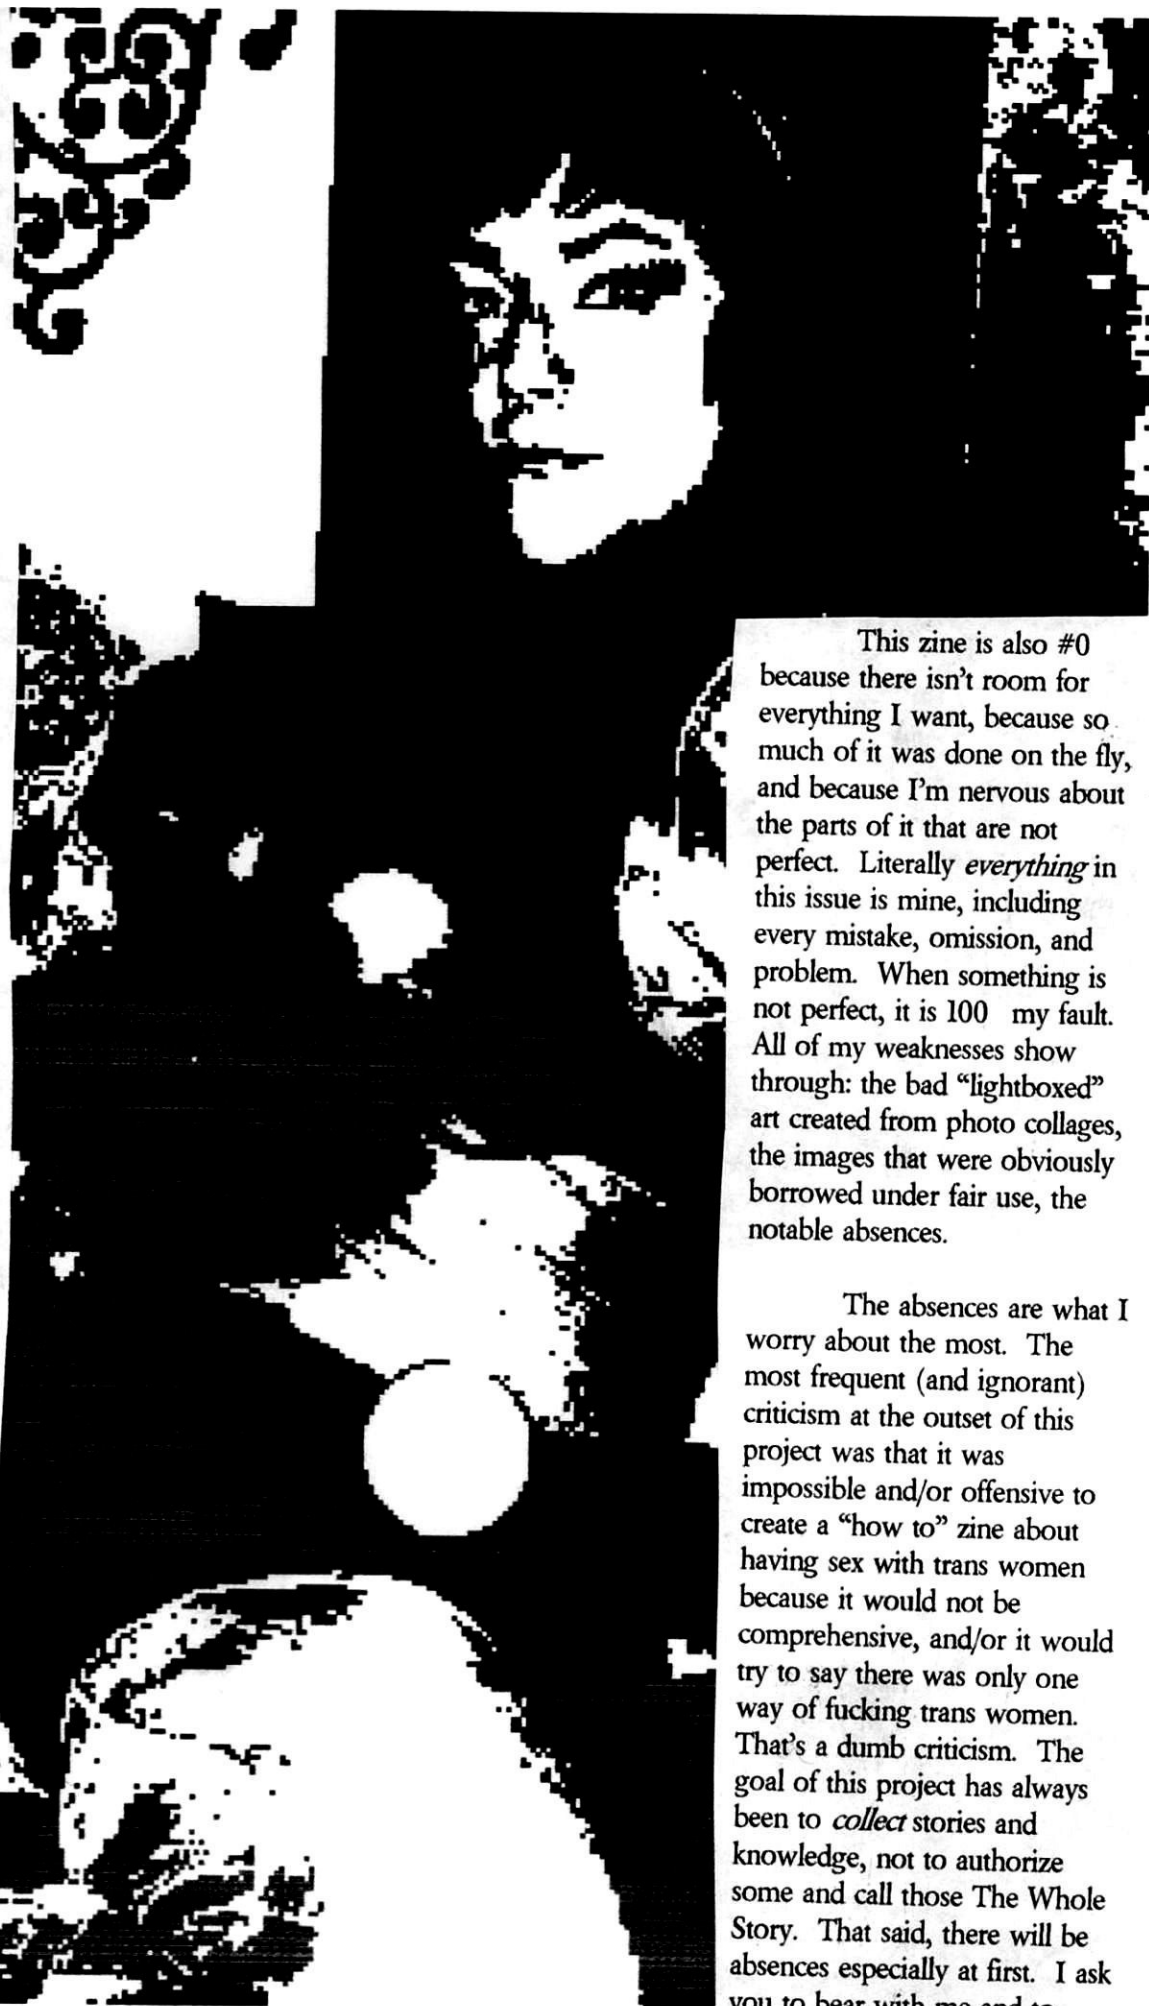 This zine is also #0
because there isn't room for
everything I want, because so
much of it was done on the fly,
and because I'm nervous about
the parts of it that are not
perfect. Literally everything in
this issue is mine, including
every mistake, omission, and
problem. When something is
not perfect, it is 100 my fault.
All of my weaknesses show
through: the bad “lightboxed”
art created from photo collages,
the images that were obviously
borrowed under fair use, the
notable absences.
The absences are what I
worry about the most. The
most frequent (and ignorant)
criticism at the outset of this
project was that it was
impossible and/or offensive to
create a “how to” zine about
having sex with trans women
because it would not be
comprehensive, and/or it would
try to say there was only one
way of fucking trans women.
That's a dumb criticism. The
goal of this project has always
been to collect stories and
knowledge, not to authorize
some and call those The Whole
Story. That said, there will be
absences especially at first. I ask
you to bear with me and to